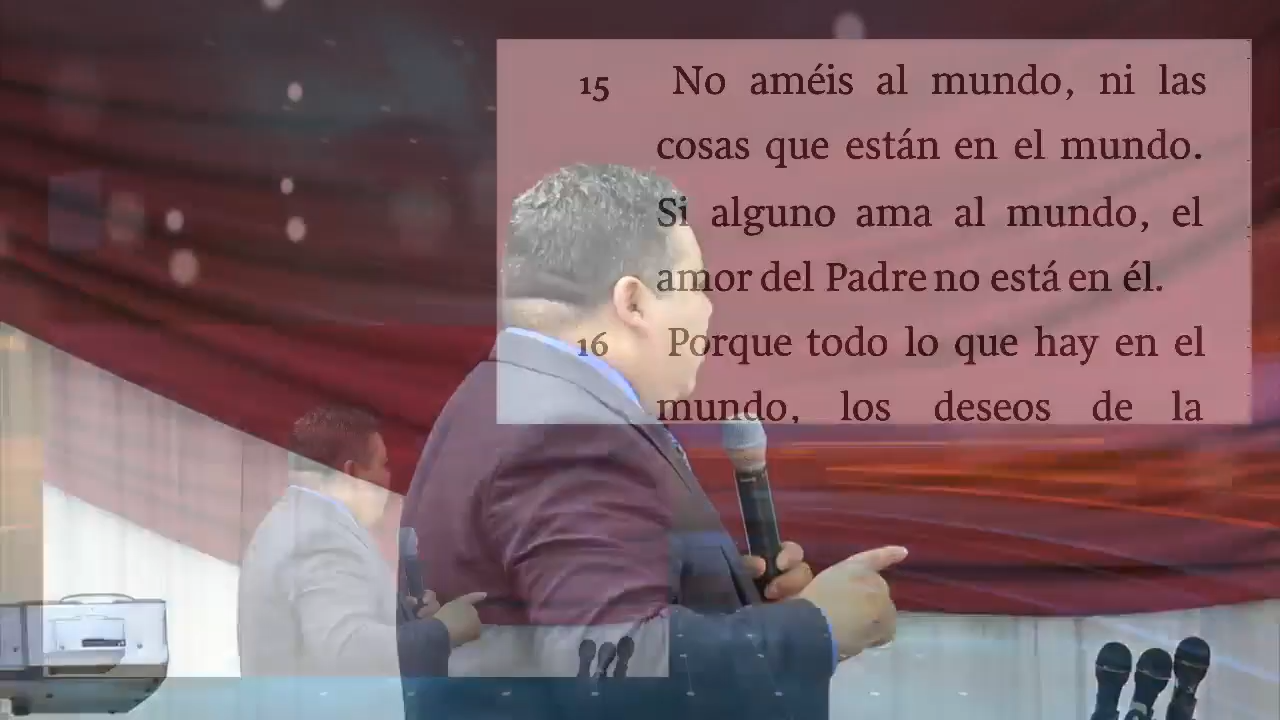 15 No améis al mundo, ni las
cosas que están en el mundo.
Si alguno ama al mundo, el
amor del Padre no está en él.
16 Porque todo lo que hay en el
mundo, los deseos de la